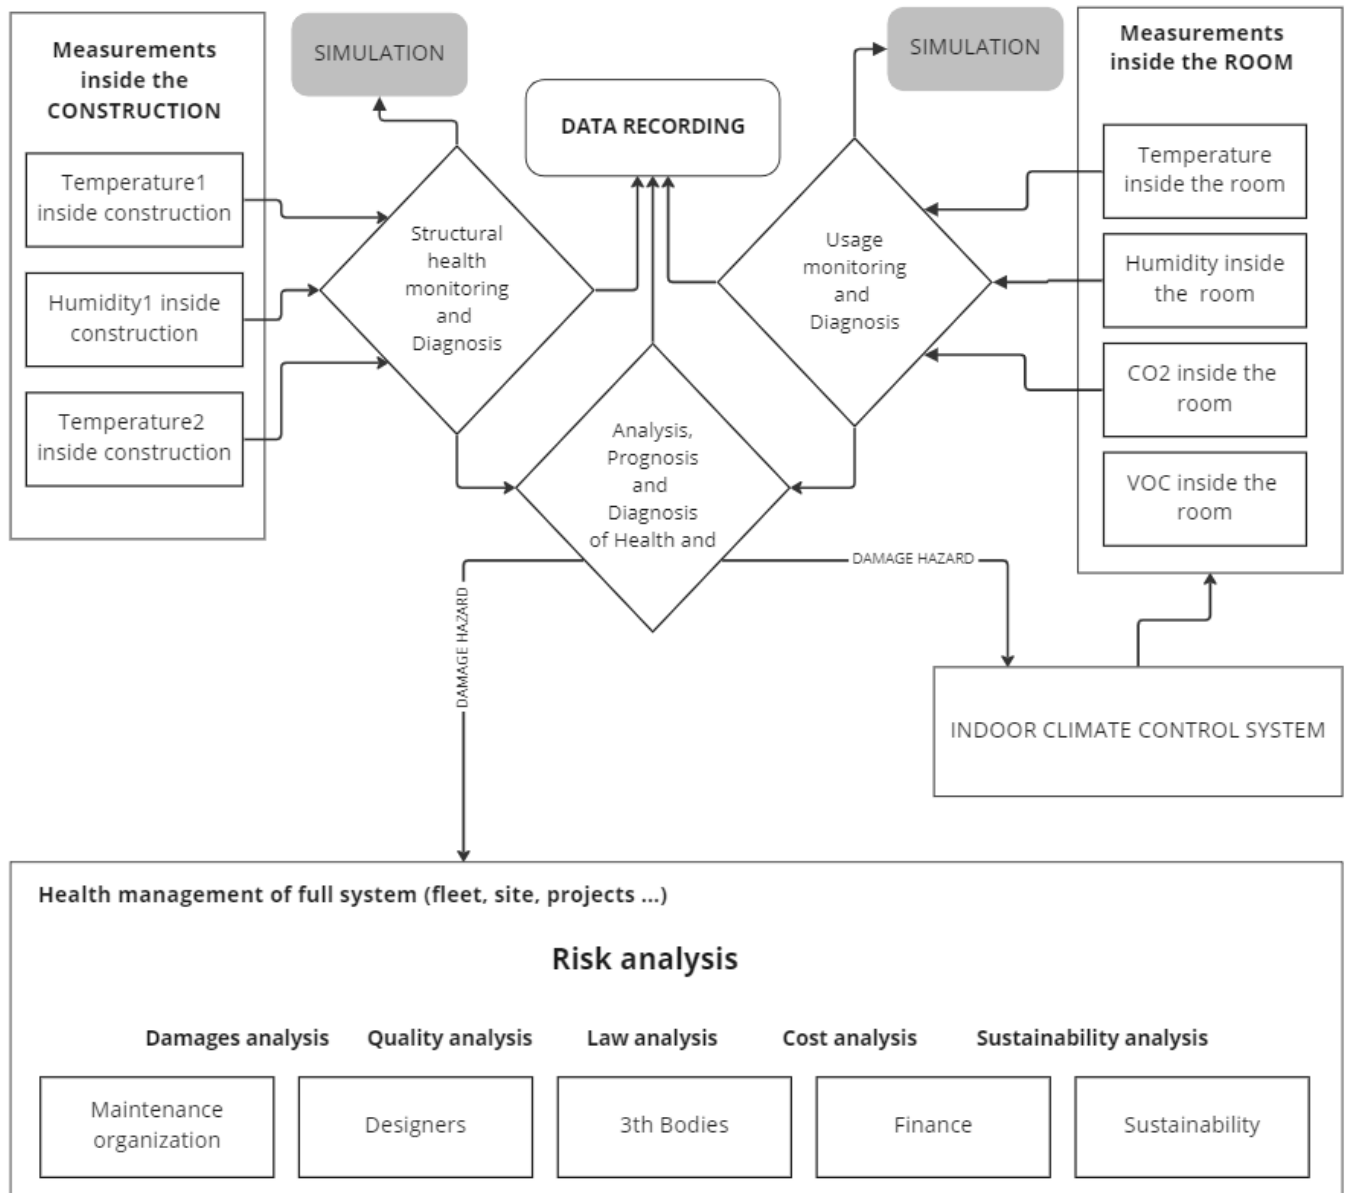 Measurements
inside the
CONSTRUCTION
Temperature1
inside construction
Humidity1 inside
construction
Temperature2
inside construction
SIMULATION
DATA RECORDING
SIMULATION
Measurements
inside the ROOM
Temperature
inside the room
Humidity inside
the room
CO2 inside the
room
VOC inside the
room
Structural
health
monitoring
and
Diagnosis
Usage
monitoring
and
Diagnosis
Analysis,
Prognosis
and
Diagnosis
of Health and
DAMAGE HAZARD
DAMAGE HAZARD
INDOOR CLIMATE CONTROL SYSTEM
Health management of full system (fleet, site, projects ...)
Risk analysis
Damages analysis
Quality analysis
Law analysis
Cost analysis
Sustainability analysis
Maintenance
organization
Designers
3th Bodies
Finance
Sustainability